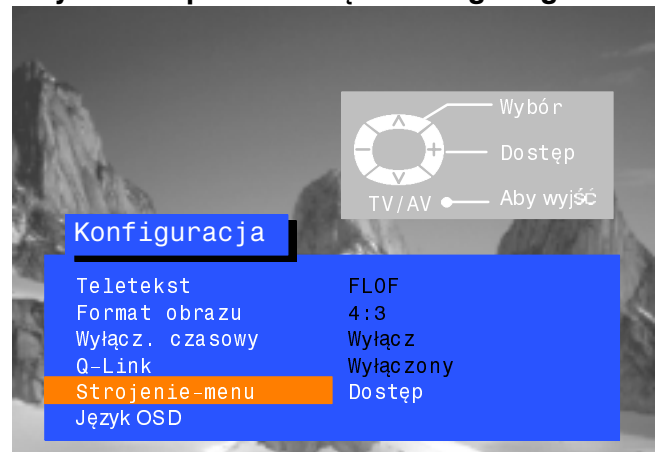 Wybór
Dostęp
TV/AV Aby wyjść
Konfiguracja
Teletekst FLOF
Format obrazu 4:3
Wyłącz. czasowy Wyłącz
Q-Link Wyłączony
Strojenie-menu Dostęp
Język OSD